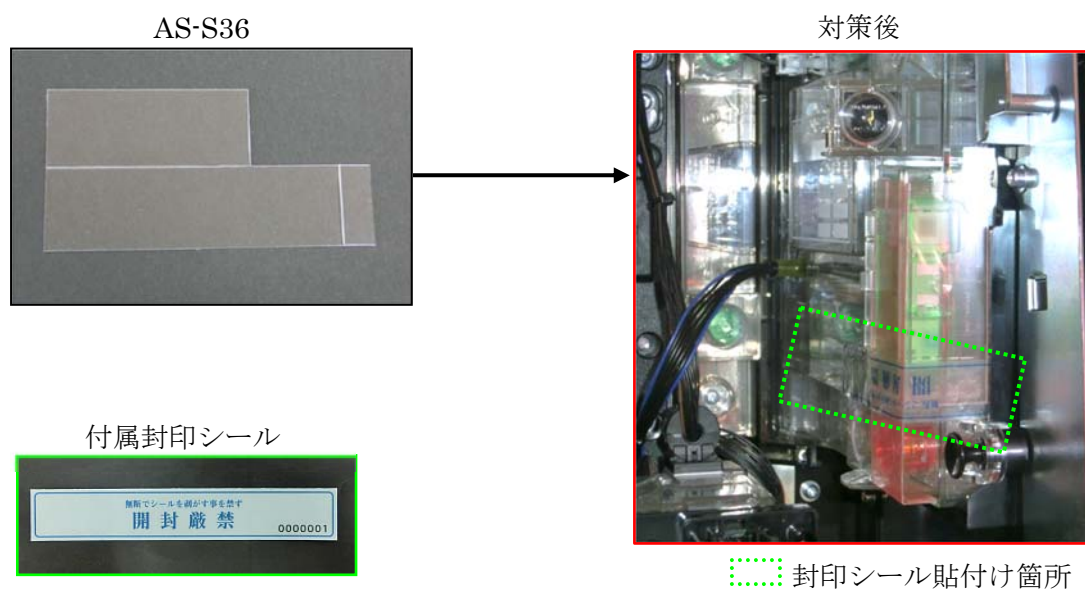 AS-S36
対策後
付属封印シール
無断でシールを剥がす事を禁ず
開封厳禁
0000001
開
封印シール貼付け箇所